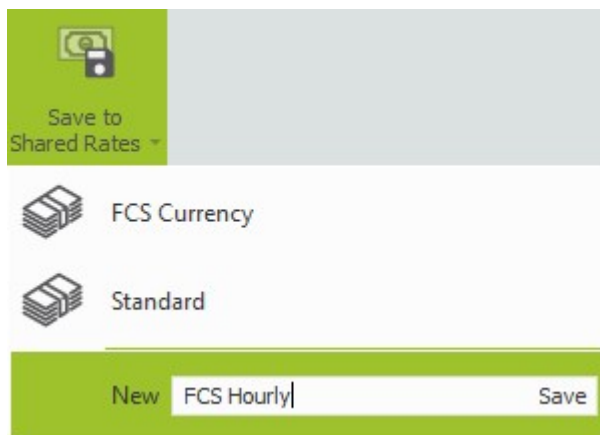 Save to
Shared Rates
FCS Currency
Standard
New FCS Hourly Save